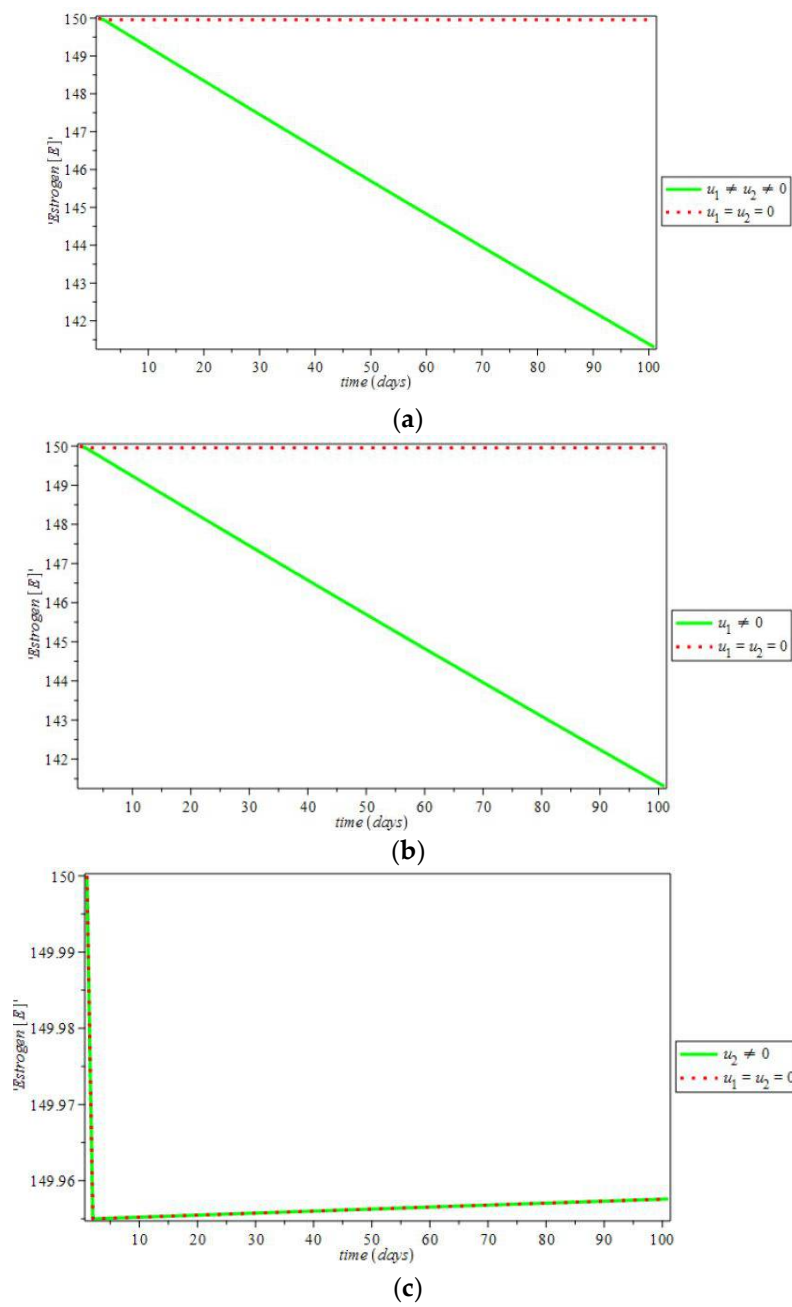 150
149
148
147
146
145
144
143
142
'Estrogen [E]'
10 20 30 40 50 60 70 80 90 100
time (days)
u1 ≠ u2 ≠ 0
u1 = u2 = 0
(a)
150
149
148
147
146
145
144
143
142
'Estrogen [E]'
10 20 30 40 50 60 70 80 90 100
time (days)
u1 ≠ 0
u1 = u2 = 0
(b)
150
149.99
149.98
149.97
149.96
'Estrogen [E]'
10 20 30 40 50 60 70 80 90 100
time (days)
u2 ≠ 0
u1 = u2 = 0
(c)